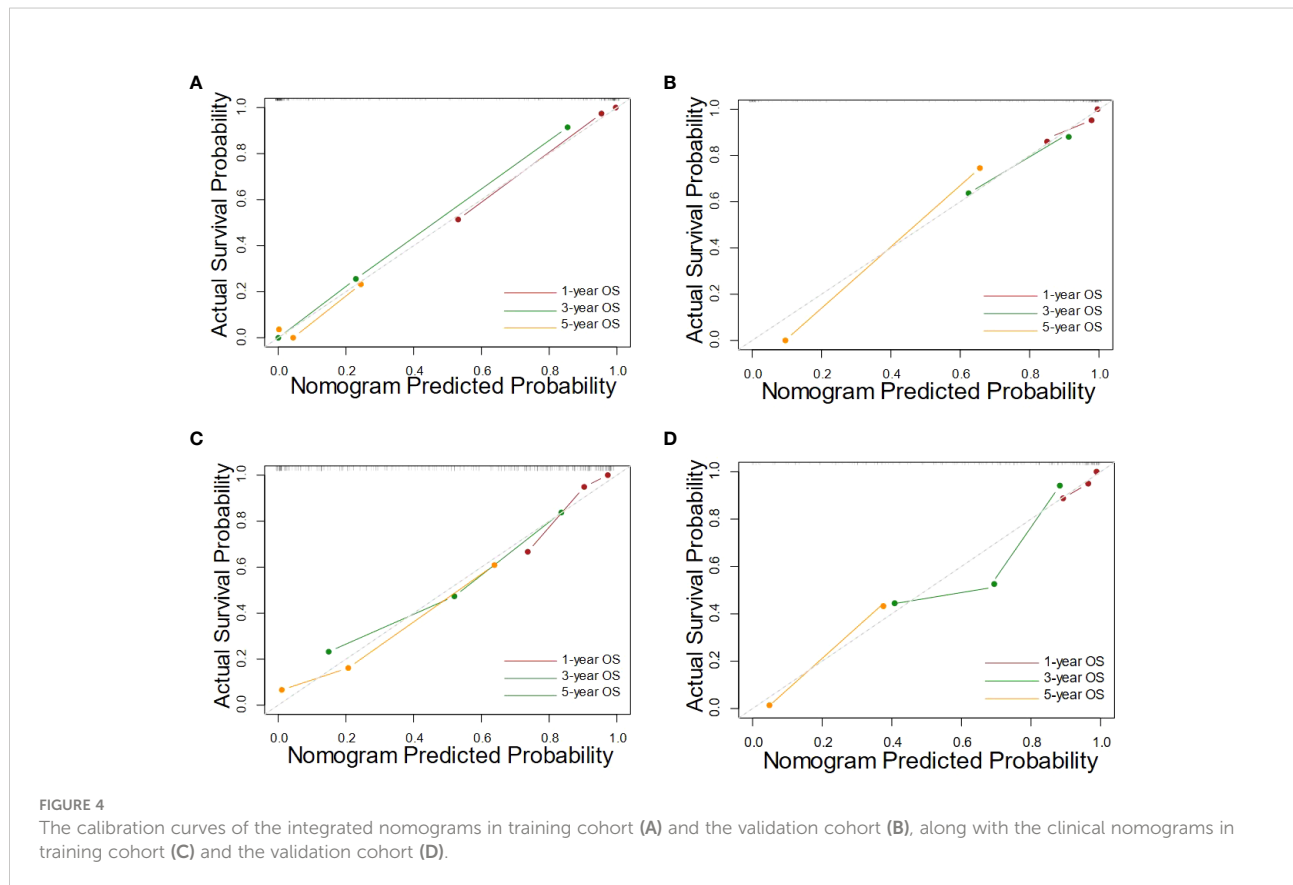 A
Actual Survival Probability
1.0
0.8
0.6
0.4
0.2
0.0
1-year OS
3-year OS
5-year OS
0.0 0.2 0.4 0.6 0.8 1.0
Nomogram Predicted Probability
B
Actual Survival Probability
1.0
0.8
0.6
0.4
0.2
0.0
1-year OS
3-year OS
5-year OS
0.0 0.2 0.4 0.6 0.8 1.0
Nomogram Predicted Probability
C
Actual Survival Probability
1.0
0.8
0.6
0.4
0.2
0.0
1-year OS
3-year OS
5-year OS
0.0 0.2 0.4 0.6 0.8 1.0
Nomogram Predicted Probability
D
Actual Survival Probability
1.0
0.8
0.6
0.4
0.2
0.0
1-year OS
3-year OS
5-year OS
0.0 0.2 0.4 0.6 0.8 1.0
Nomogram Predicted Probability
FIGURE 4
The calibration curves of the integrated nomograms in training cohort (A) and the validation cohort (B), along with the clinical nomograms in
training cohort (C) and the validation cohort (D).